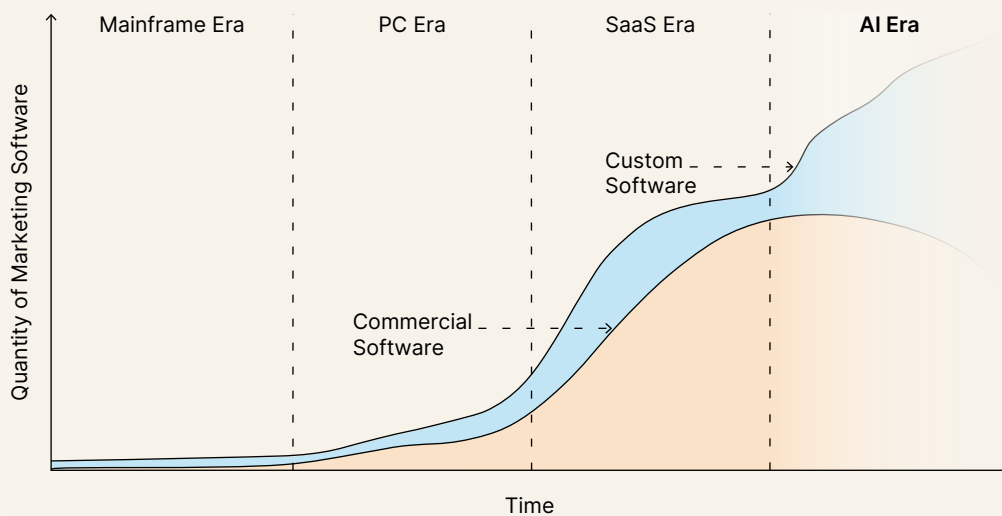 Mainframe Era
PC Era
SaaS Era
AI Era
Quantity of Marketing Software
Custom
Software
Commercial
Software
Time